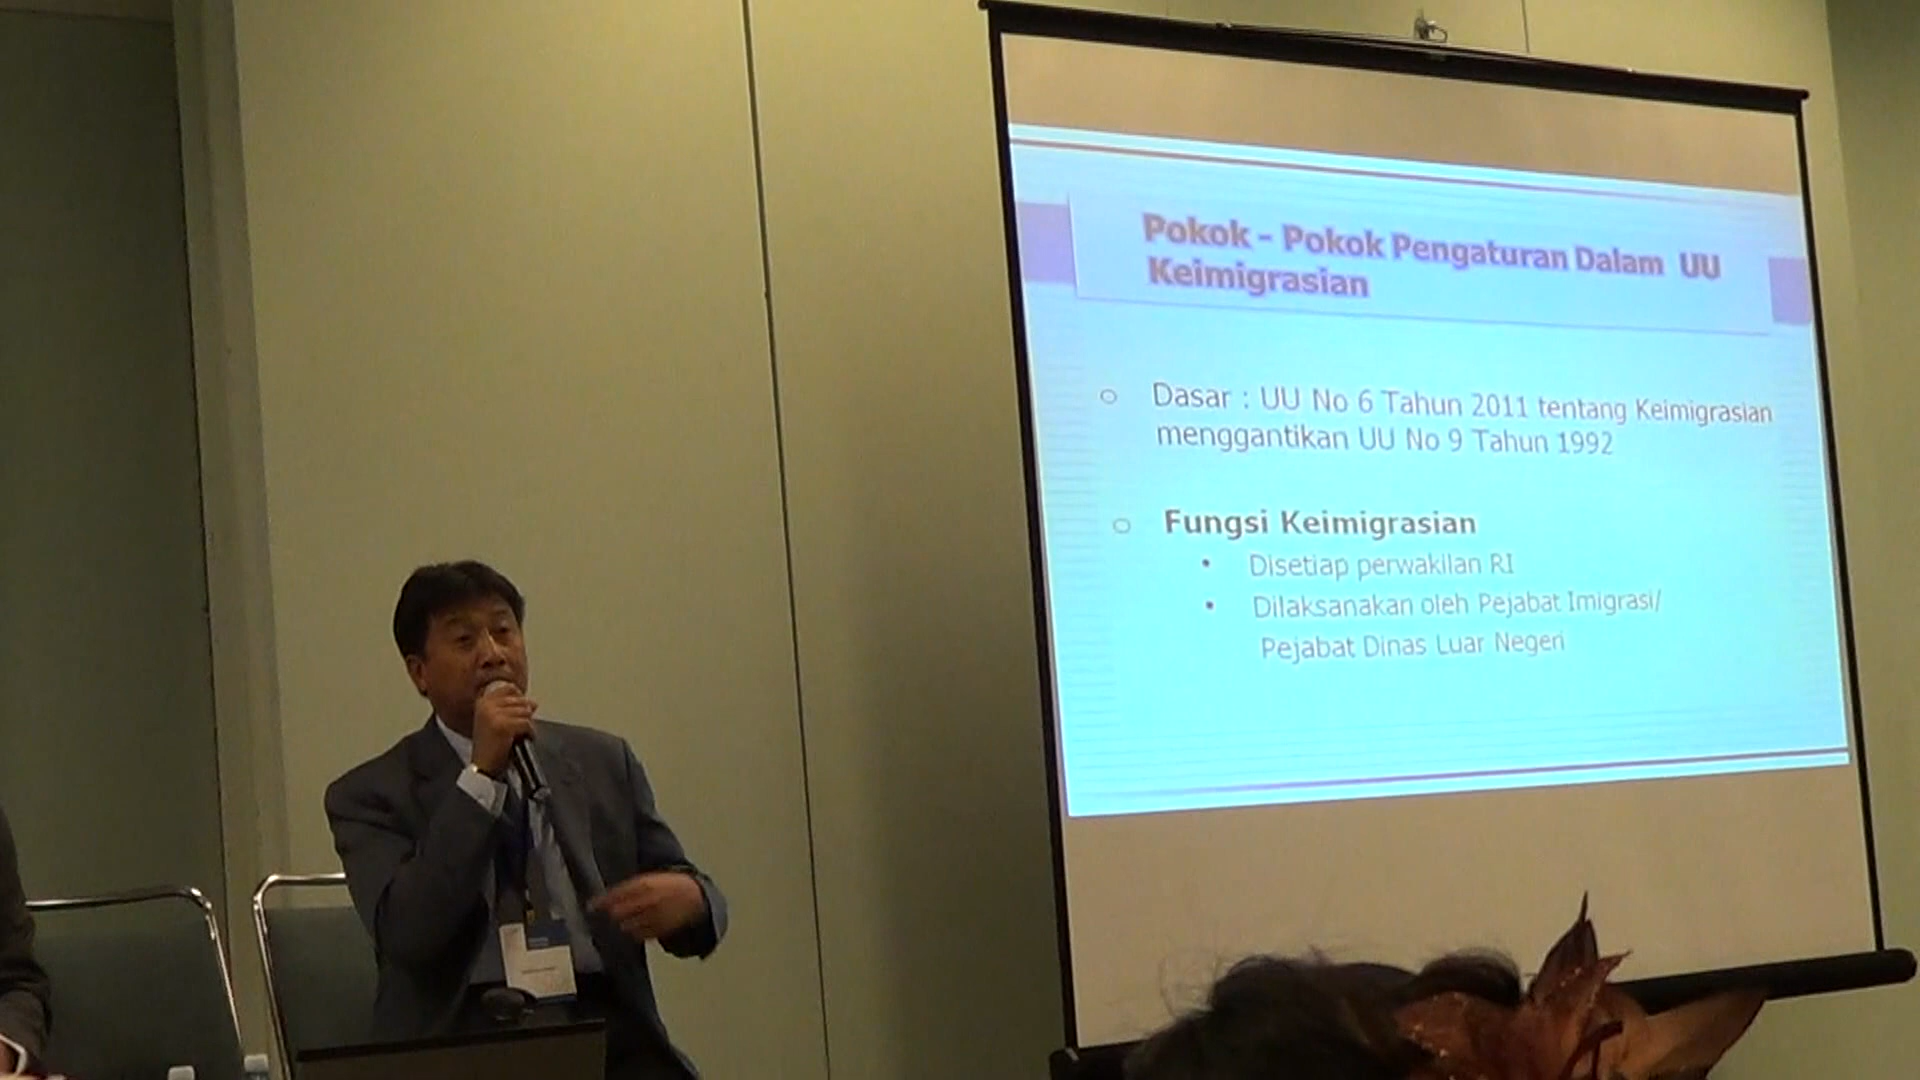 Pokok - Pokok Pengaturan Dalam UU
Keimigrasian
Dasar : UU No 6 Tahun 2011 tentang Keimigrasian
menggantikan UU No 9 Tahun 1992
Fungsi Keimigrasian
• Disetiap perwakilan RI
• Dilaksanakan oleh Pejabat Imigrasi/
Pejabat Dinas Luar Negeri